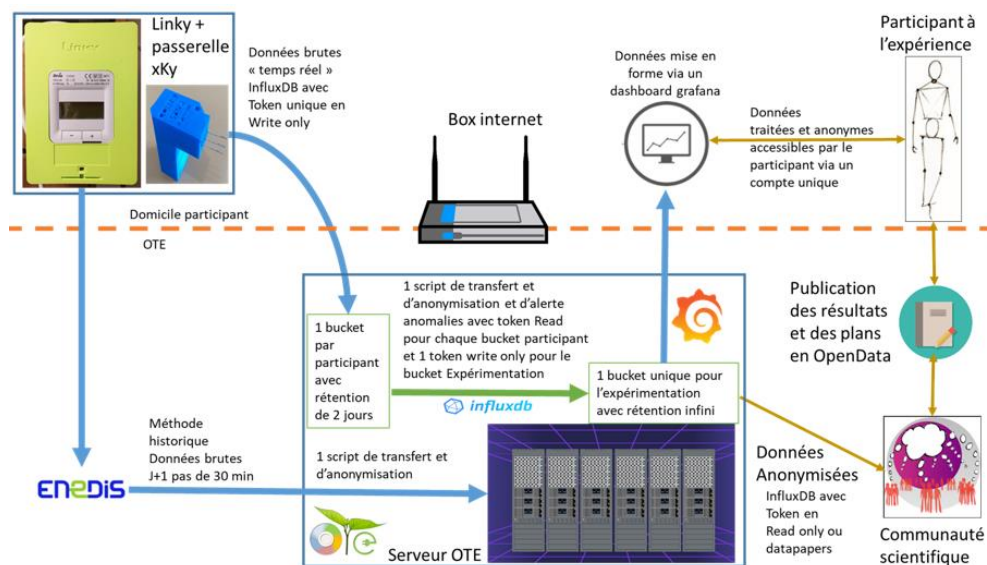 Linky +
passerelle
xKy
Linky
Données brutes
« temps réel »
InfluxDB avec
Token unique en
Write only
Box internet
Données mise en
forme via un
dashboard grafana
Participant à
l'expérience
Données
traitées et anonymes
accessibles par le
participant via un
compte unique
Domicile participant
OTE
1 bucket
par
participant
avec
rétention
de 2 jours
1 script de transfert et
d'anonymisation et d'alerte
anomalies avec token Read
pour chaque bucket participant
et 1 token write only pour le
bucket Expérimentation
influxdb
1 bucket unique pour
l'expérimentation
avec rétention infini
Publication
des résultats
et des plans
en OpenData
Méthode
historique
Données brutes
J+1 pas de 30 min
ENEDIS
1 script de transfert et
d'anonymisation
OTE
Serveur OTE
Données
Anonymisées
InfluxDB avec
Token en
Read only ou
datapapers
Communauté
scientifique